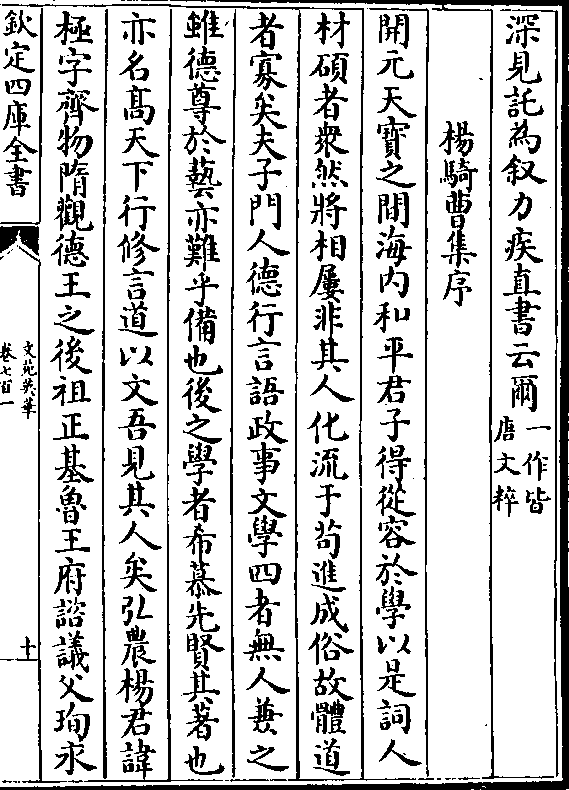 深見託為叙力疾直書云爾一作皆唐文粹
楊騎曹集序
開元天寶之間海内和平君子得從容於學以是詞人
材碩者衆然將相屢非其人化流于苟進成俗故體道
者寡矣夫子門人德行言語政事文學四者無人兼之
雖德尊於藝亦難乎備也後之學者希慕先賢其著也
亦名髙天下行修言道以文吾見其人矣弘農楊君諱
極字齊物隋觀德王之後祖正基魯王府諮議父珣求
欽定四庫全書
文苑英華
卷七百一
十